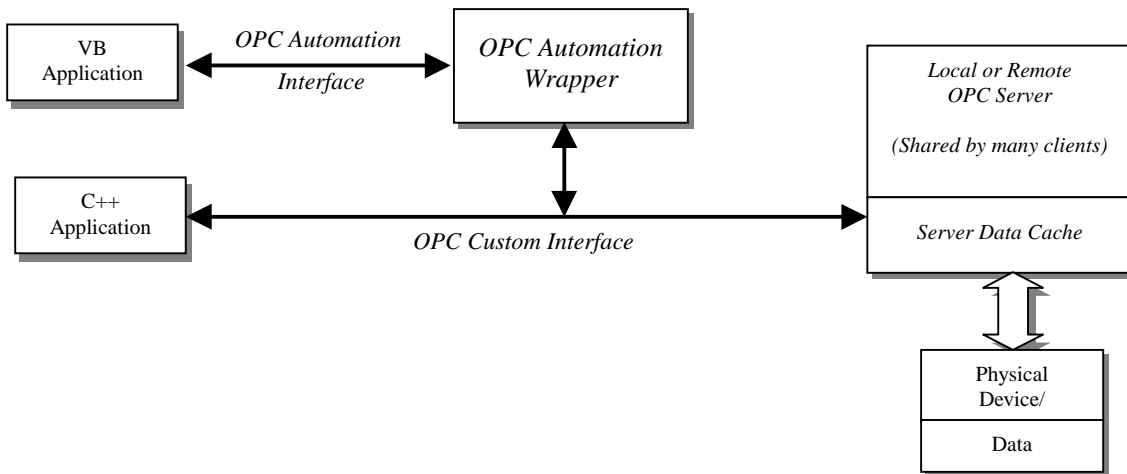 VB
Application
OPC Automation
Interface
OPC Automation
Wrapper
Local or Remote
OPC Server
(Shared by many clients)
C++
Application
OPC Custom Interface
Server Data Cache
Physical
Device/
Data